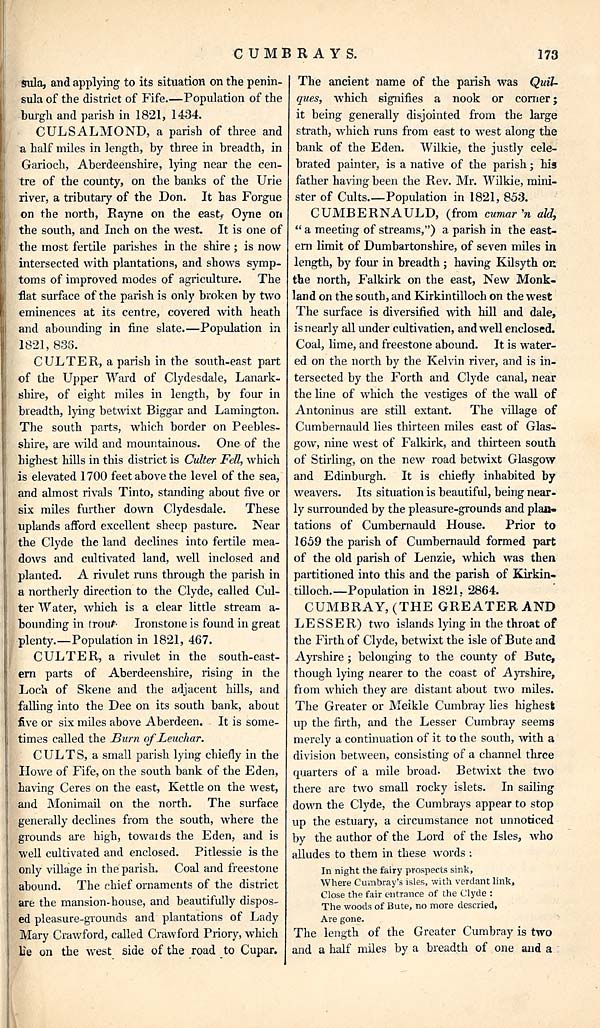 CUMBRAYS.
173
sula, and applying to its situation on the penin-
sula of the district of Fife.—Population of the
burgh and parish in 1821, 1434.
CULSALMOND, a parish of three and
a half miles in length, by three in breadth, in
Garioch, Aberdeenshire, lying near the cen-
tre of the county, on the banks of the Urie
river, a tributary of the Don. It has Forgue
on the north, Rayne on the east, Oyne on
the south, and Inch on the west. It is one of
the most fertile parishes in the shire; is now
intersected with plantations, and shows symp-
toms of improved modes of agriculture. The
flat surface of the parish is only broken by two
eminences at its centre, covered with heath
and abounding in fine slate.—Population in
1821, 836.
CULTER, a parish in the south-east part
of the Upper Ward of Clydesdale, Lanark-
shire, of eight miles in length, by four in
breadth, lying betwixt Biggar and Lamington.
The south parts, which border on Peebles-
shire, are wild and mountainous. One of the
highest hills in this district is Culter Fell, which
is elevated 1700 feet above the level of the sea,
and almost rivals Tinto, standing about five or
six miles further down Clydesdale. These
uplands afford excellent sheep pasture. Near
the Clyde the land declines into fertile mea-
dows and cultivated land, well inclosed and
planted. A rivulet runs through the parish in
a northerly direction to the Clyde, called Cul-
ter Water, which is a clear little stream a-
bounding in trout. Ironstone is found in great
plenty.—Population in 1821, 467.
CULTER, a rivulet in the south-east-
ern parts of Aberdeenshire, rising in the
Loch of Skene and the adjacent hills, and
falling into the Dee on its south bank, about
five or six miles above Aberdeen. It is some-
times called the Burn of Leuchar.
CULTS, a small parish lying chiefly in the
Howe of Fife, on the south bank of the Eden,
having Ceres on the east, Kettle on the west,
and Monimail on the north. The surface
generally declines from the south, where the
grounds are high, towards the Eden, and is
well cultivated and enclosed. Pitlessie is the
only village in the parish. Coal and freestone
abound. The chief ornaments of the district
are the mansion-house, and beautifully dispos-
ed pleasure-grounds and plantations of Lady
Mary Crawford, called Crawford Priory, which
lie on the west side of the road to Cupar.
The ancient name of the parish was Quil-
ques, which signifies a nook or corner;
it being generally disjointed from the large
strath, which runs from east to west along the
bank of the Eden. Wilkie, the justly cele-
brated painter, is a native of the parish; his
father having been the Rev. Mr. Wilkie, mini-
ster of Cults.—Population in 1821, 853.
CUMBERNAULD, (from cumar 'n ald,
"a meeting of streams,") a parish in the east-
ern limit of Dumbartonshire, of seven miles in
length, by four in breadth; having Kilsyth on
the north, Falkirk on the east, New Monk-
land on the south, and Kirkintilloch on the west
The surface is diversified with hill and dale,
is nearly all under cultivation, and well enclosed.
Coal, lime, and freestone abound. It is water-
ed on the north by the Kelvin river, and is in-
tersected by the Forth and Clyde canal, near
the line of which the vestiges of the wall of
Antoninus are still extant. The village of
Cumbernauld lies thirteen miles east of Glas-
gow, nine west of Falkirk, and thirteen south
of Stirling, on the new road betwixt Glasgow
and Edinburgh. It is chiefly inhabited by
weavers. Its situation is beautiful, being near-
ly surrounded by the pleasure-grounds and plan-
tations of Cumbernauld House. Prior to
1659 the parish of Cumbernauld formed part
of the old parish of Lenzie, which was then
partitioned into this and the parish of Kirkin-
tilloch.—Population in 1821, 2864.
CUMBRAY, (THE GREATER AND
LESSER) two islands lying in the throat of
the Firth of Clyde, betwixt the isle of Bute and
Ayrshire; belonging to the county of Bute,
though lying nearer to the coast of Ayrshire,
from which they are distant about two miles.
The Greater or Meikle Cumbray lies highest
up the firth, and the Lesser Cumbray seems
merely a continuation of it to the south, with a
division between, consisting of a channel three
quarters of a mile broad. Betwixt the two
there are two small rocky islets. In sailing
down the Clyde, the Cumbrays appear to stop
up the estuary, a circumstance not unnoticed
by the author of the Lord of the Isles, who
alludes to them in these words:
In night the fairy prospects sink,
Where Cumbray's isles, with verdant link,
Close the fair entrance of the Clyde:
The woods of Bute, no more descried,
Are gone.
The length of the Greater Cumbray is two
and a half miles by a breadth of one and a